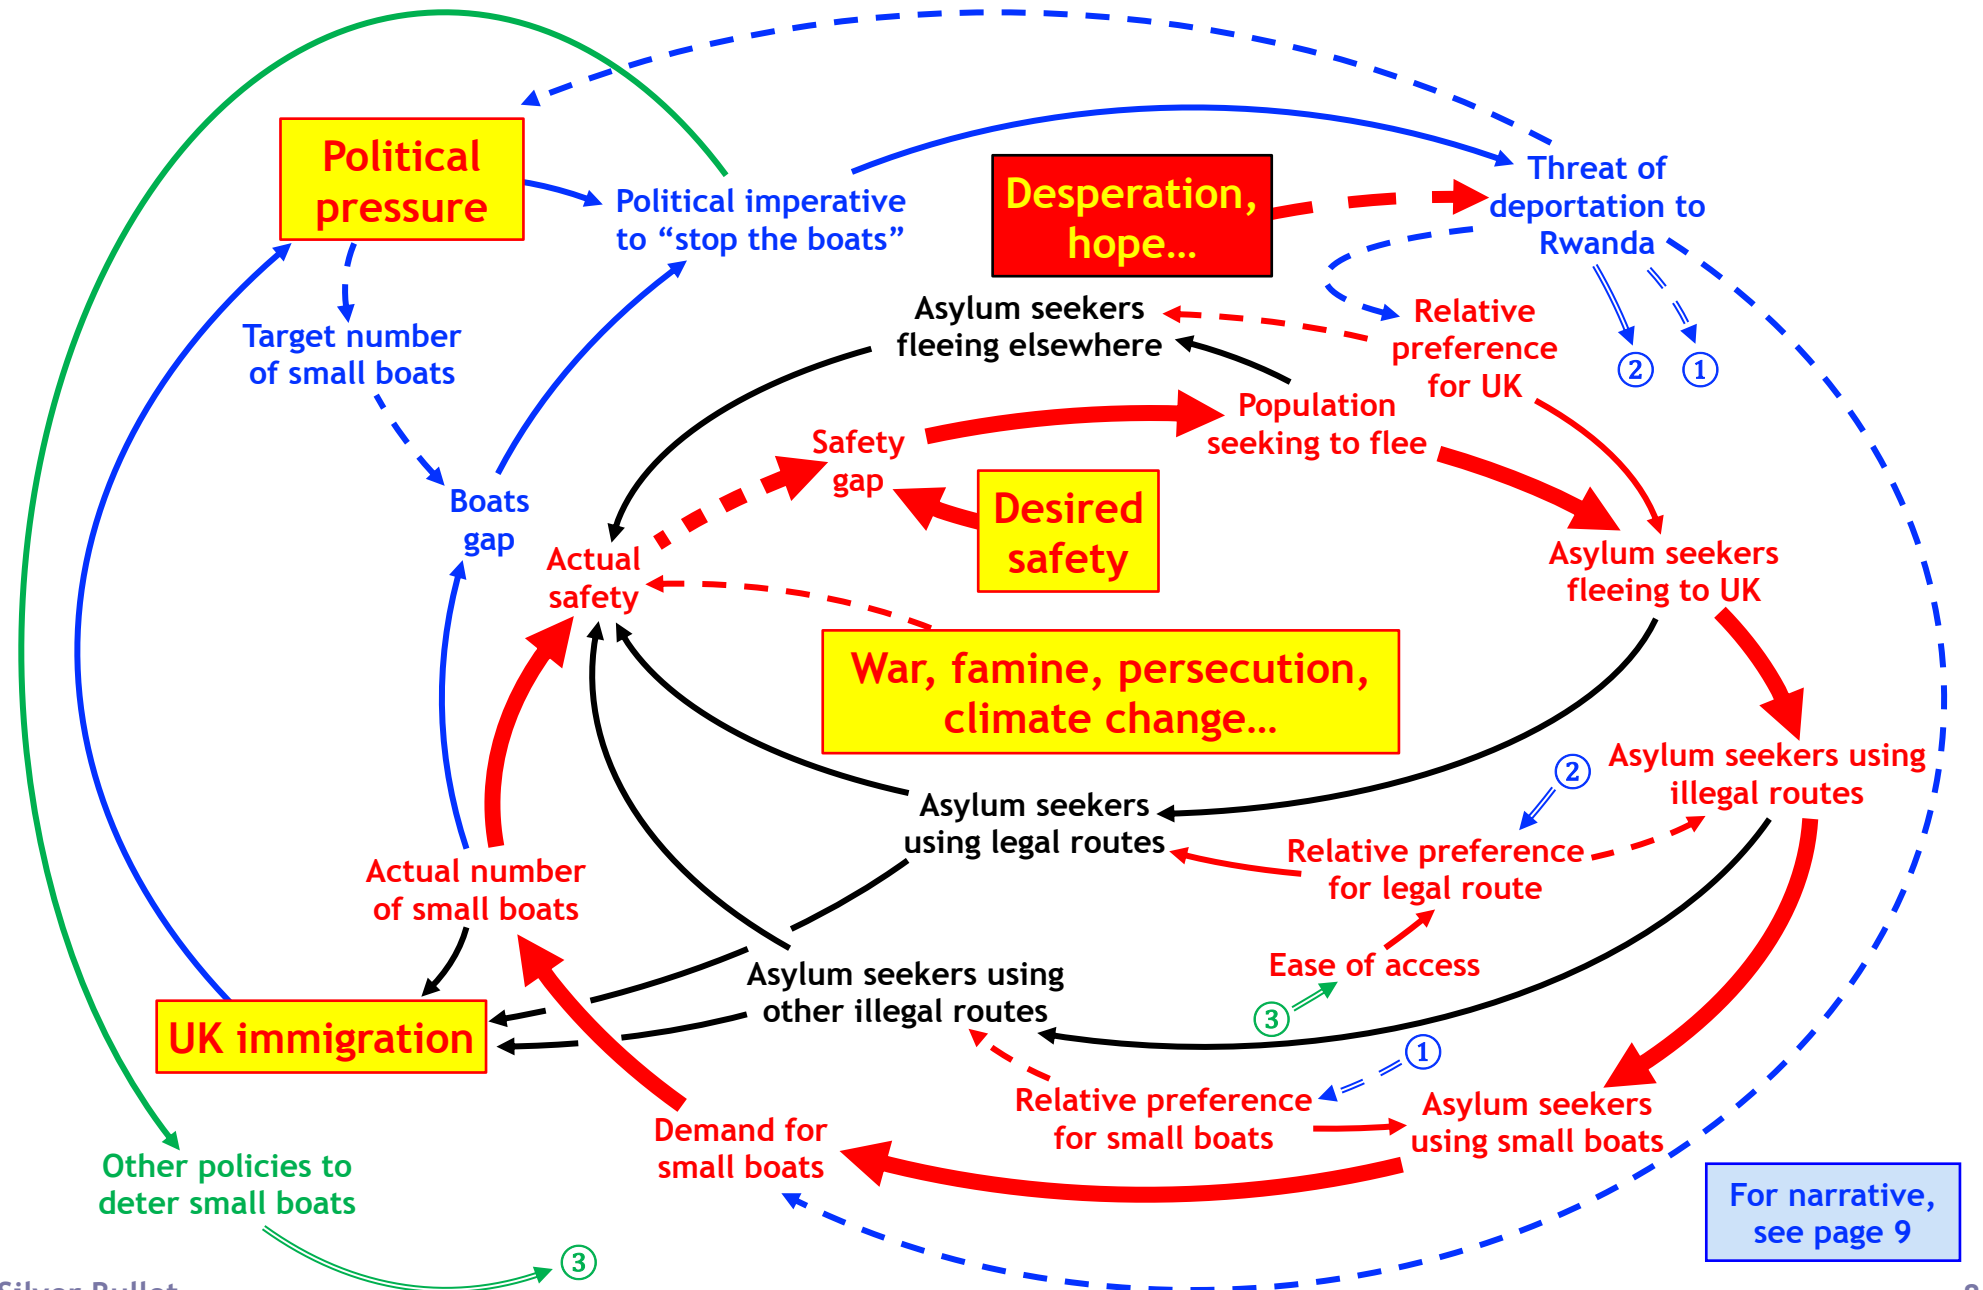 Political
pressure
Political imperative
to “stop the boats”
Desperation,
hope…
Threat of
deportation to
Rwanda
Target number
of small boats
Asylum seekers
fleeing elsewhere
Relative
preference
for UK
②
①
Safety
gap
Population
seeking to flee
Boats
gap
Desired
safety
Actual
safety
Asylum seekers
fleeing to UK
War, famine, persecution,
climate change…
②
Asylum seekers using
illegal routes
Asylum seekers
using legal routes
Relative preference
for legal route
Actual number
of small boats
Ease of access
③
Asylum seekers using
other illegal routes
UK immigration
①
Relative preference
for small boats
Asylum seekers
using small boats
Demand for
small boats
Other policies to
deter small boats
③
For narrative,
see page 9
Silver Bullet